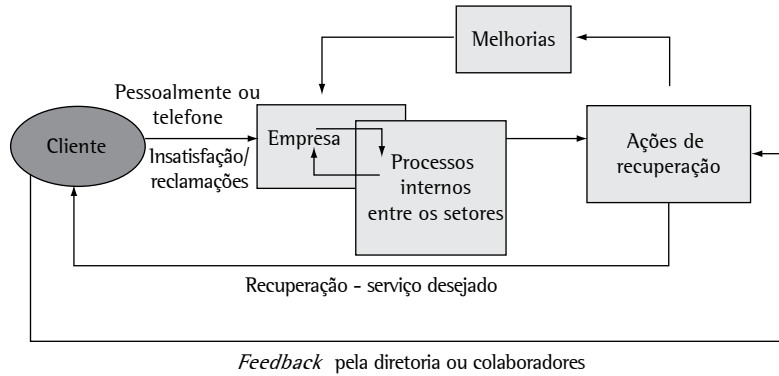 Melhorias
Pessoalmente ou
telefone
Cliente
Insatisfação/
reclamações
Empresa
Processos
internos
entre os setores
Ações de
recuperação
Recuperação - serviço desejado
Feedback pela diretoria ou colaboradores